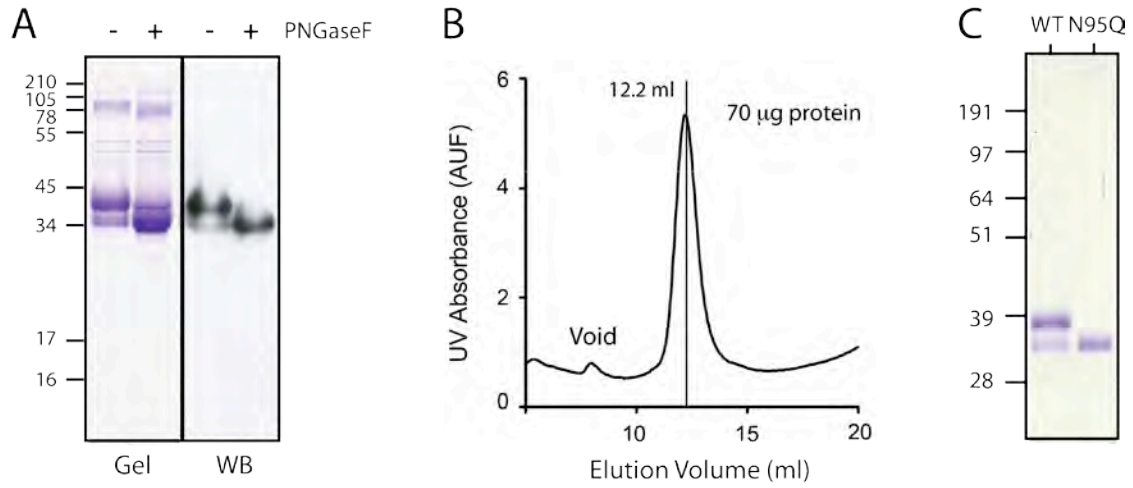 A
- + - + PNGaseF
210
105
78
55
45
34
17
16
Gel WB
B
UV Absorbance (AUF)
6
4
2
0
12.2 ml
70 μg protein
Void
10 15 20
Elution Volume (ml)
C
WT N95Q
191
97
64
51
39
28